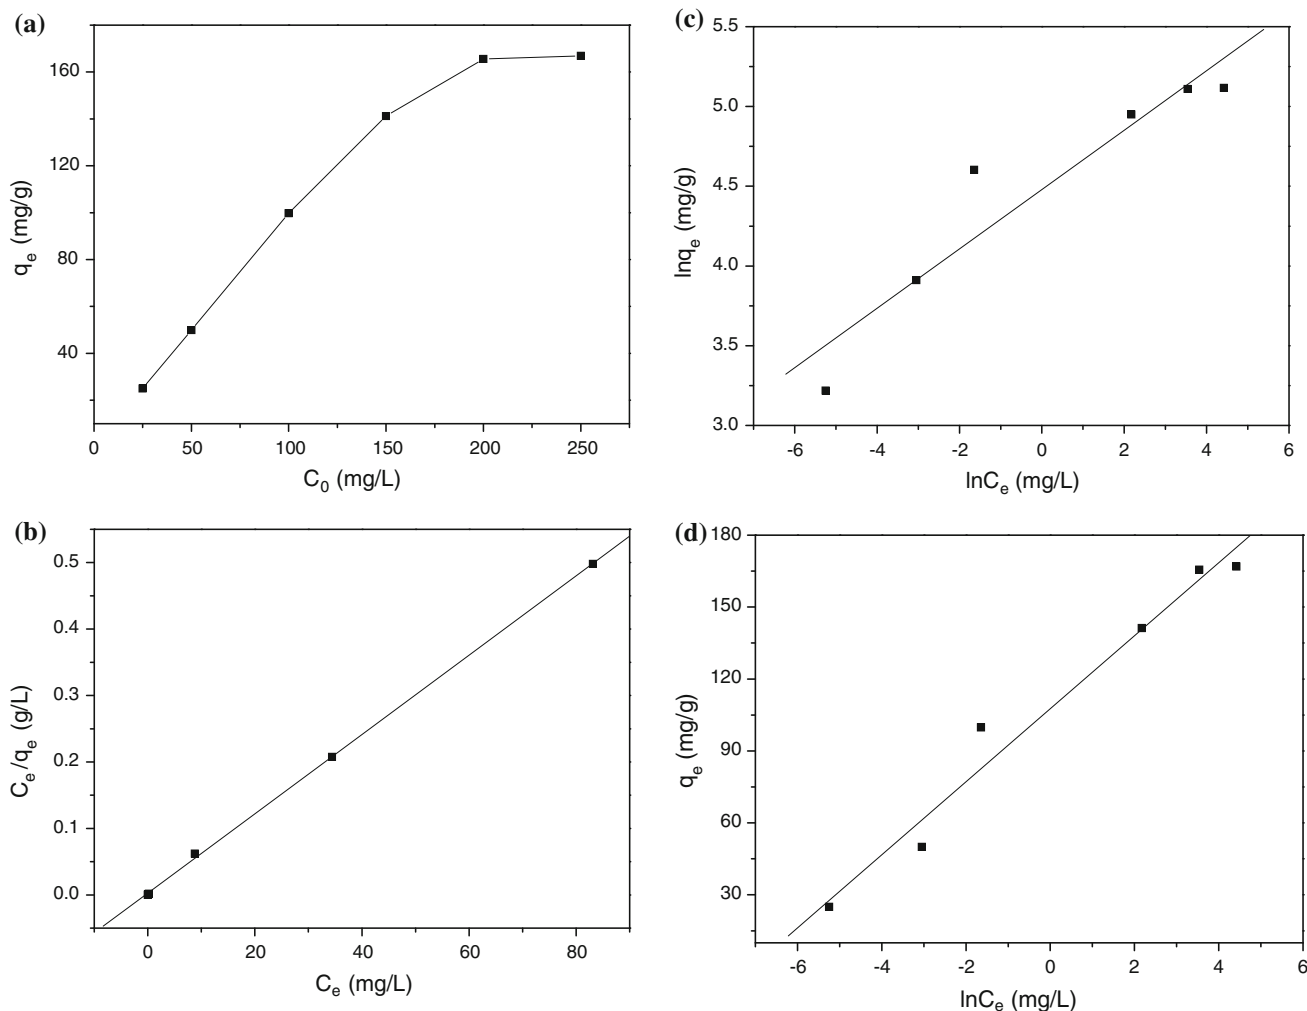 (a)
160
120
80
40
q_e (mg/g)
0 50 100 150 200 250
C_0 (mg/L)
(b)
0.5
0.4
0.3
0.2
0.1
0.0
C_e/q_e (g/L)
0 20 40 60 80
C_e (mg/L)
(c)
5.5
5.0
4.5
4.0
3.5
3.0
lnq_e (mg/g)
-6 -4 -2 0 2 4 6
lnC_e (mg/L)
(d)
180
150
120
90
60
30
q_e (mg/g)
-6 -4 -2 0 2 4 6
lnC_e (mg/L)